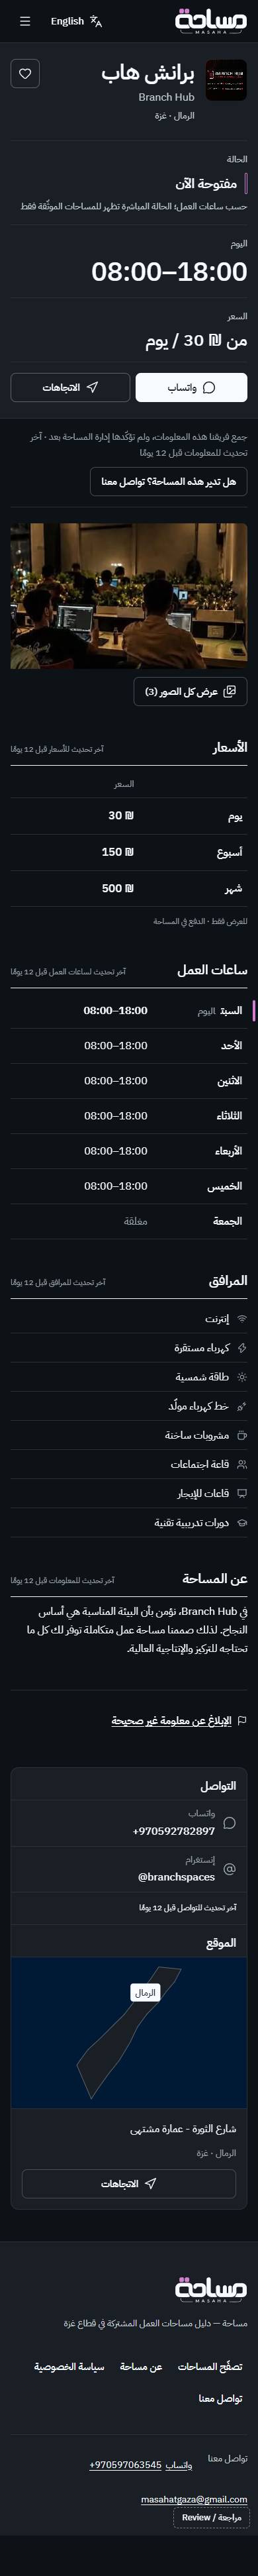 مساحة
MASAHA
English
برانش هاب
Branch Hub
الرمال · غزة
الحالة
مفتوحة الآن
حسب ساعات العمل؛ الحالة المباشرة تظهر للمساحات الموثّقة فقط
اليوم
08:00–18:00
السعر
من ₪ 30 / يوم
واتساب
الاتجاهات
جمع فريقنا هذه المعلومات، ولم تؤكّدها إدارة المساحة بعد · آخر
تحديث للمعلومات قبل 12 يومًا
هل تدير هذه المساحة؟ تواصل معنا
عرض كل الصور (3)
الأسعار
آخر تحديث للأسعار قبل 12 يومًا
السعر
يوم ₪ 30
أسبوع ₪ 150
شهر ₪ 500
للعرض فقط · الدفع في المساحة
ساعات العمل
آخر تحديث لساعات العمل قبل 12 يومًا
السبت اليوم 08:00–18:00
الأحد 08:00–18:00
الاثنين 08:00–18:00
الثلاثاء 08:00–18:00
الأربعاء 08:00–18:00
الخميس 08:00–18:00
الجمعة مغلقة
المرافق
آخر تحديث للمرافق قبل 12 يومًا
إنترنت
كهرباء مستقرة
طاقة شمسية
خط كهرباء مولّد
مشروبات ساخنة
قاعة اجتماعات
قاعات للإيجار
دورات تدريبية تقنية
عن المساحة
آخر تحديث للمعلومات قبل 12 يومًا
في Branch Hub، نؤمن بأن البيئة المناسبة هي أساس
النجاح. لذلك صممنا مساحة عمل متكاملة توفر لك كل ما
تحتاجه للتركيز والإنتاجية العالية.
الإبلاغ عن معلومة غير صحيحة
التواصل
واتساب
+970592782897
إنستغرام
@branchspaces
آخر تحديث للتواصل قبل 12 يومًا
الموقع
الرمال
شارع الثورة - عمارة مشتهى
الرمال · غزة
الاتجاهات
مساحة
MASAHA
مساحة — دليل مساحات العمل المشتركة في قطاع غزة
تصفّح المساحات
عن مساحة
سياسة الخصوصية
تواصل معنا
تواصل معنا
واتساب +970597063545
masahatgaza@gmail.com
مراجعة / Review